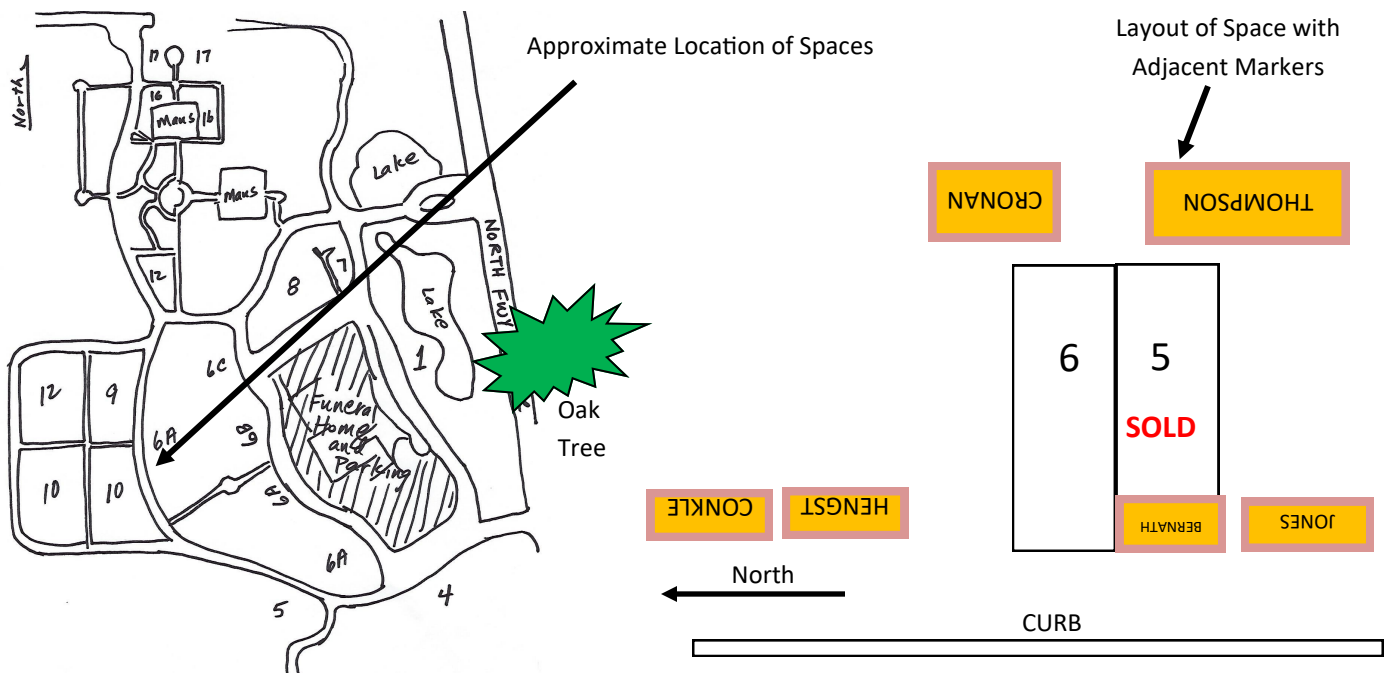 Approximate Location of Spaces
Layout of Space with
Adjacent Markers
North
17
17
16
Maus
16
Maus
Lake
NORTH FWY
12
8
7
Lake
1
6C
12
9
6A
6B
Funeral
Home
and
Parking
10
10
6A
6A
5
4
Oak
Tree
CRONAN
THOMPSON
6
5
SOLD
CONKLE
HENGST
BERNATH
JONES
North
CURB